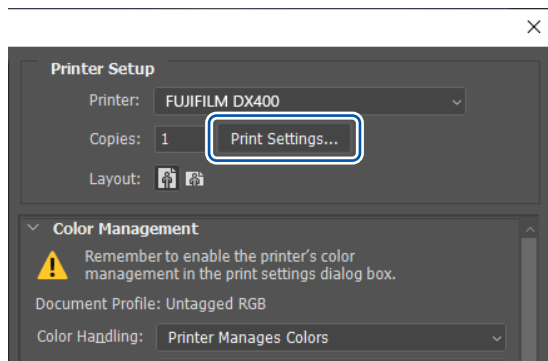 Printer Setup
Printer: FUJIFILM DX400
Copies: 1 Print Settings...
Layout:
Color Management
Remember to enable the printer's color
management in the print settings dialog box.
Document Profile: Untagged RGB
Color Handling: Printer Manages Colors